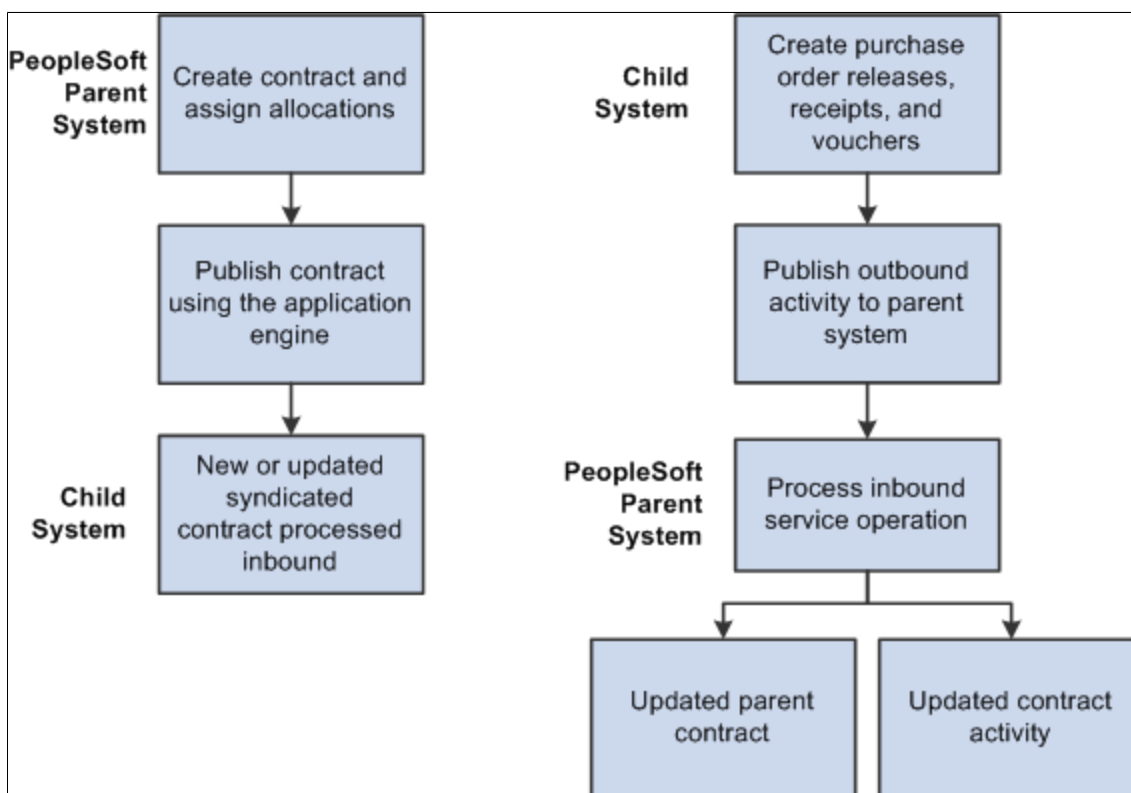 PeopleSoft
Parent
System
Create contract and
assign allocations
Publish contract
using the application
engine
Child
System
New or updated
syndicated
contract processed
inbound
Child
System
Create purchase
order releases,
receipts, and
vouchers
Publish outbound
activity to parent
system
PeopleSoft
Parent
System
Process inbound
service operation
Updated parent
contract
Updated contract
activity